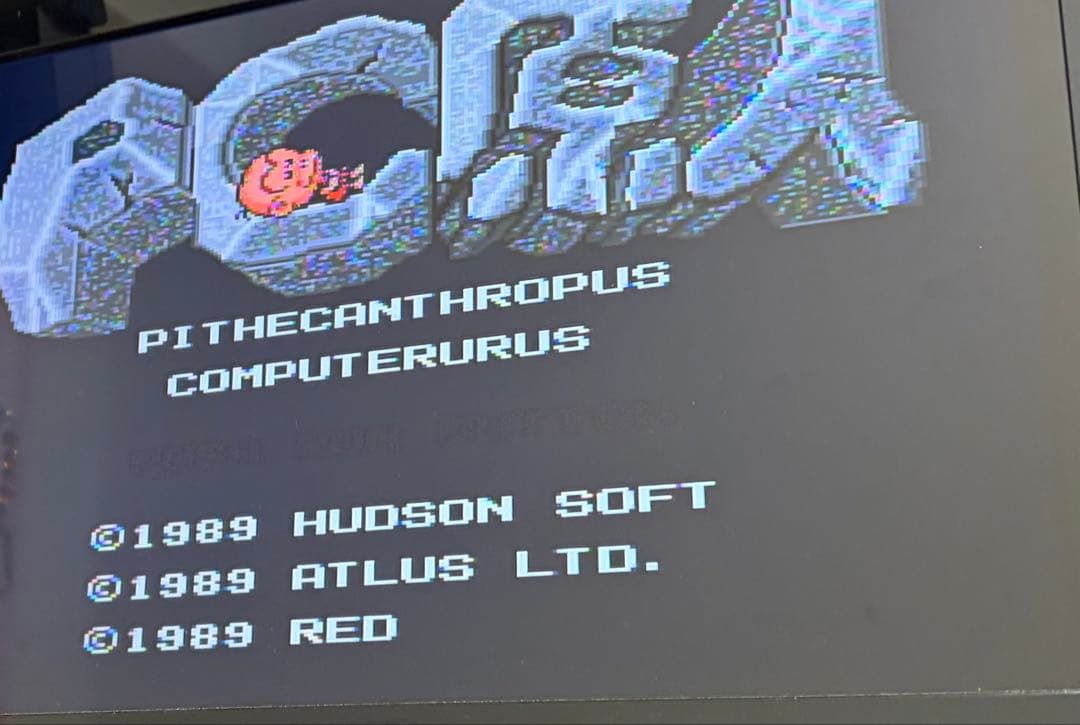 PITHECANTHROPUS
COMPUTERURUS
©1989 HUDSON SOFT
©1989 ATLUS LTD.
©1989 RED